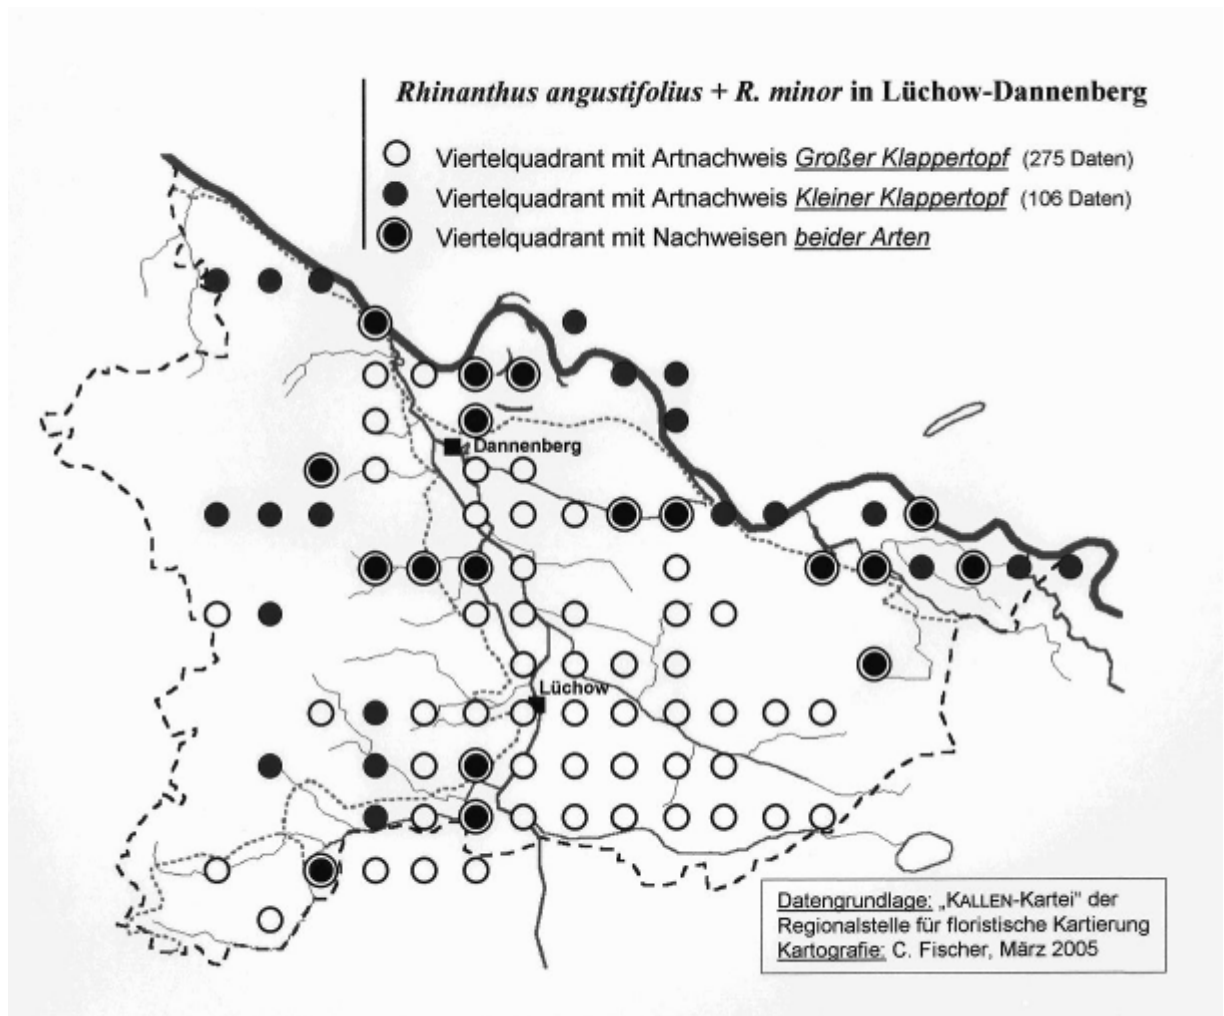 Rhinanthus angustifolius + R. minor in Lüchow-Dannenberg
Viertelquadrant mit Artnachweis Großer Klappertopf (275 Daten)
Viertelquadrant mit Artnachweis Kleiner Klappertopf (106 Daten)
Viertelquadrant mit Nachweisen beider Arten
Dannenberg
Lüchow
Datengrundlage: „KALLEN-Kartei" der
Regionalstelle für floristische Kartierung
Kartografie: C. Fischer, März 2005